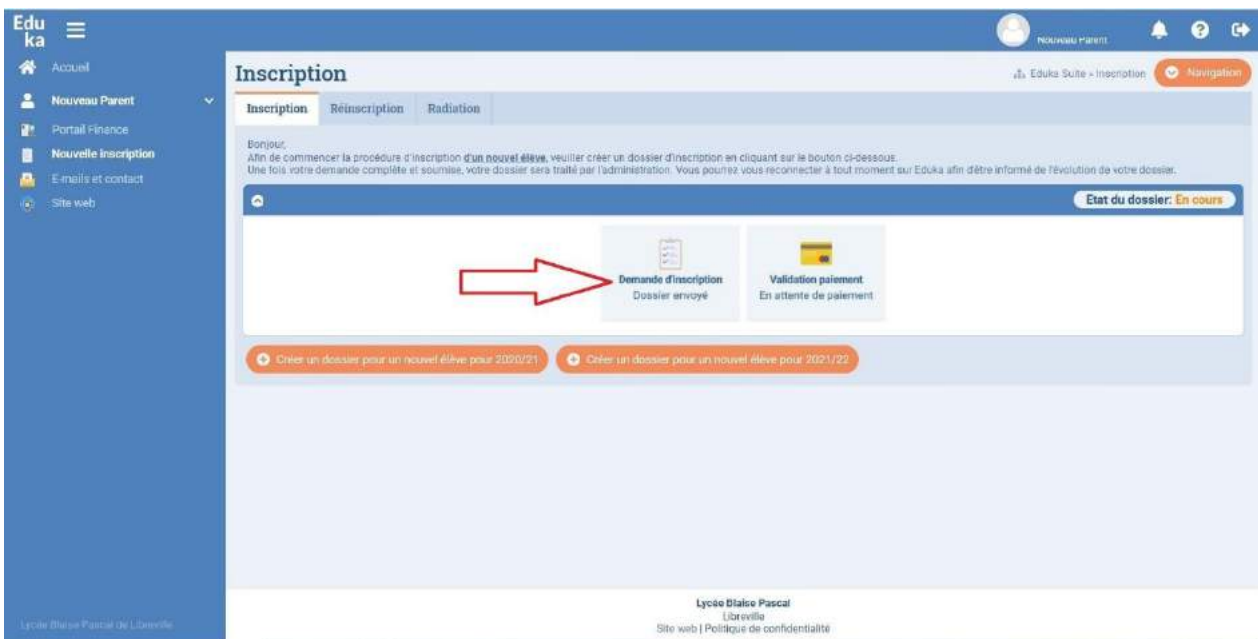 Edu
ka
Nouveau Parent
Accueil
Nouveau Parent
Portail Finance
Nouvelle inscription
E-mails et contact
Site web
Inscription
Eduka Suite » Inscription
Navigation
Inscription
Réinscription
Radiation
Bonjour,
Afin de commencer la procédure d'inscription d'un nouvel élève, veuiller créer un dossier d'inscription en cliquant sur le bouton ci-dessous.
Une fois votre demande complète et soumise, votre dossier sera traité par l'administration. Vous pourrez vous reconnecter à tout moment sur Eduka afin d'être informé de l'évolution de votre dossier.
Etat du dossier: En cours
Demande d'inscription
Dossier envoyé
Validation paiement
En attente de paiement
Créer un dossier pour un nouvel élève pour 2020/21
Créer un dossier pour un nouvel élève pour 2021/22
Lycée Blaise Pascal
Libreville
Site web | Politique de confidentialité
Lycée Blaise Pascal de Libreville